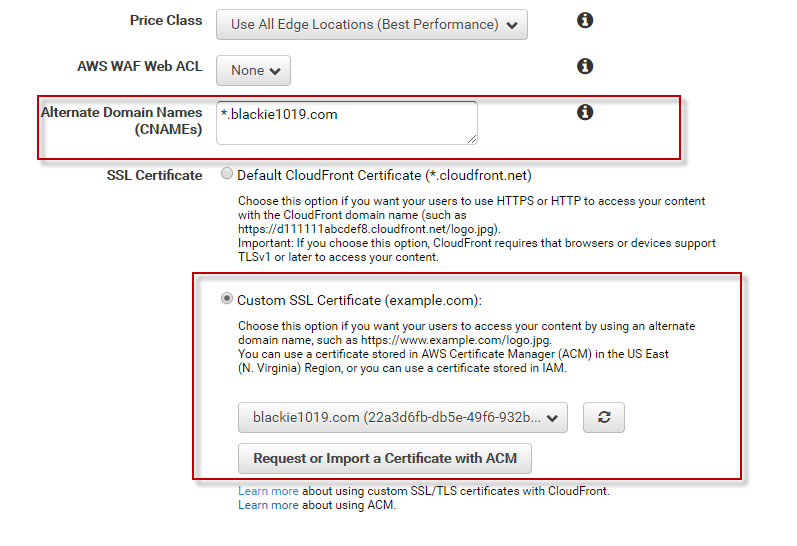 Price Class
Use All Edge Locations (Best Performance)
AWS WAF Web ACL
None
Alternate Domain Names
(CNAMEs)
*.blackie1019.com
SSL Certificate
Default CloudFront Certificate (*.cloudfront.net)
Choose this option if you want your users to use HTTPS or HTTP to access your content
with the CloudFront domain name (such as
https://d111111abcdef8.cloudfront.net/logo.jpg).
Important: If you choose this option, CloudFront requires that browsers or devices support
TLSv1 or later to access your content.
Custom SSL Certificate (example.com):
Choose this option if you want your users to access your content by using an alternate
domain name, such as https://www.example.com/logo.jpg.
You can use a certificate stored in AWS Certificate Manager (ACM) in the US East
(N. Virginia) Region, or you can use a certificate stored in IAM.
blackie1019.com (22a3d6fb-db5e-49f6-932b...
Request or Import a Certificate with ACM
Learn more about using custom SSL/TLS certificates with CloudFront.
Learn more about using ACM.